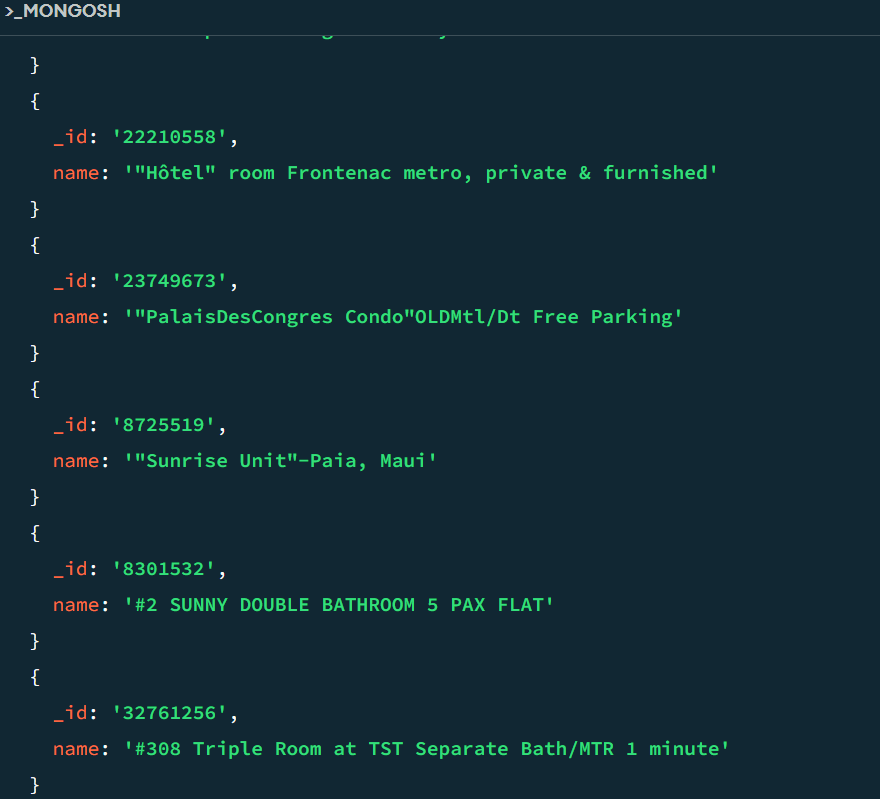 >_MONGOSH
}
{
_id: '22210558',
name: '"Hôtel" room Frontenac metro, private & furnished'
}
{
_id: '23749673',
name: '"PalaisDesCongres Condo"OLDMtl/Dt Free Parking'
}
{
_id: '8725519',
name: '"Sunrise Unit"-Paia, Maui'
}
{
_id: '8301532',
name: '#2 SUNNY DOUBLE BATHROOM 5 PAX FLAT'
}
{
_id: '32761256',
name: '#308 Triple Room at TST Separate Bath/MTR 1 minute'
}